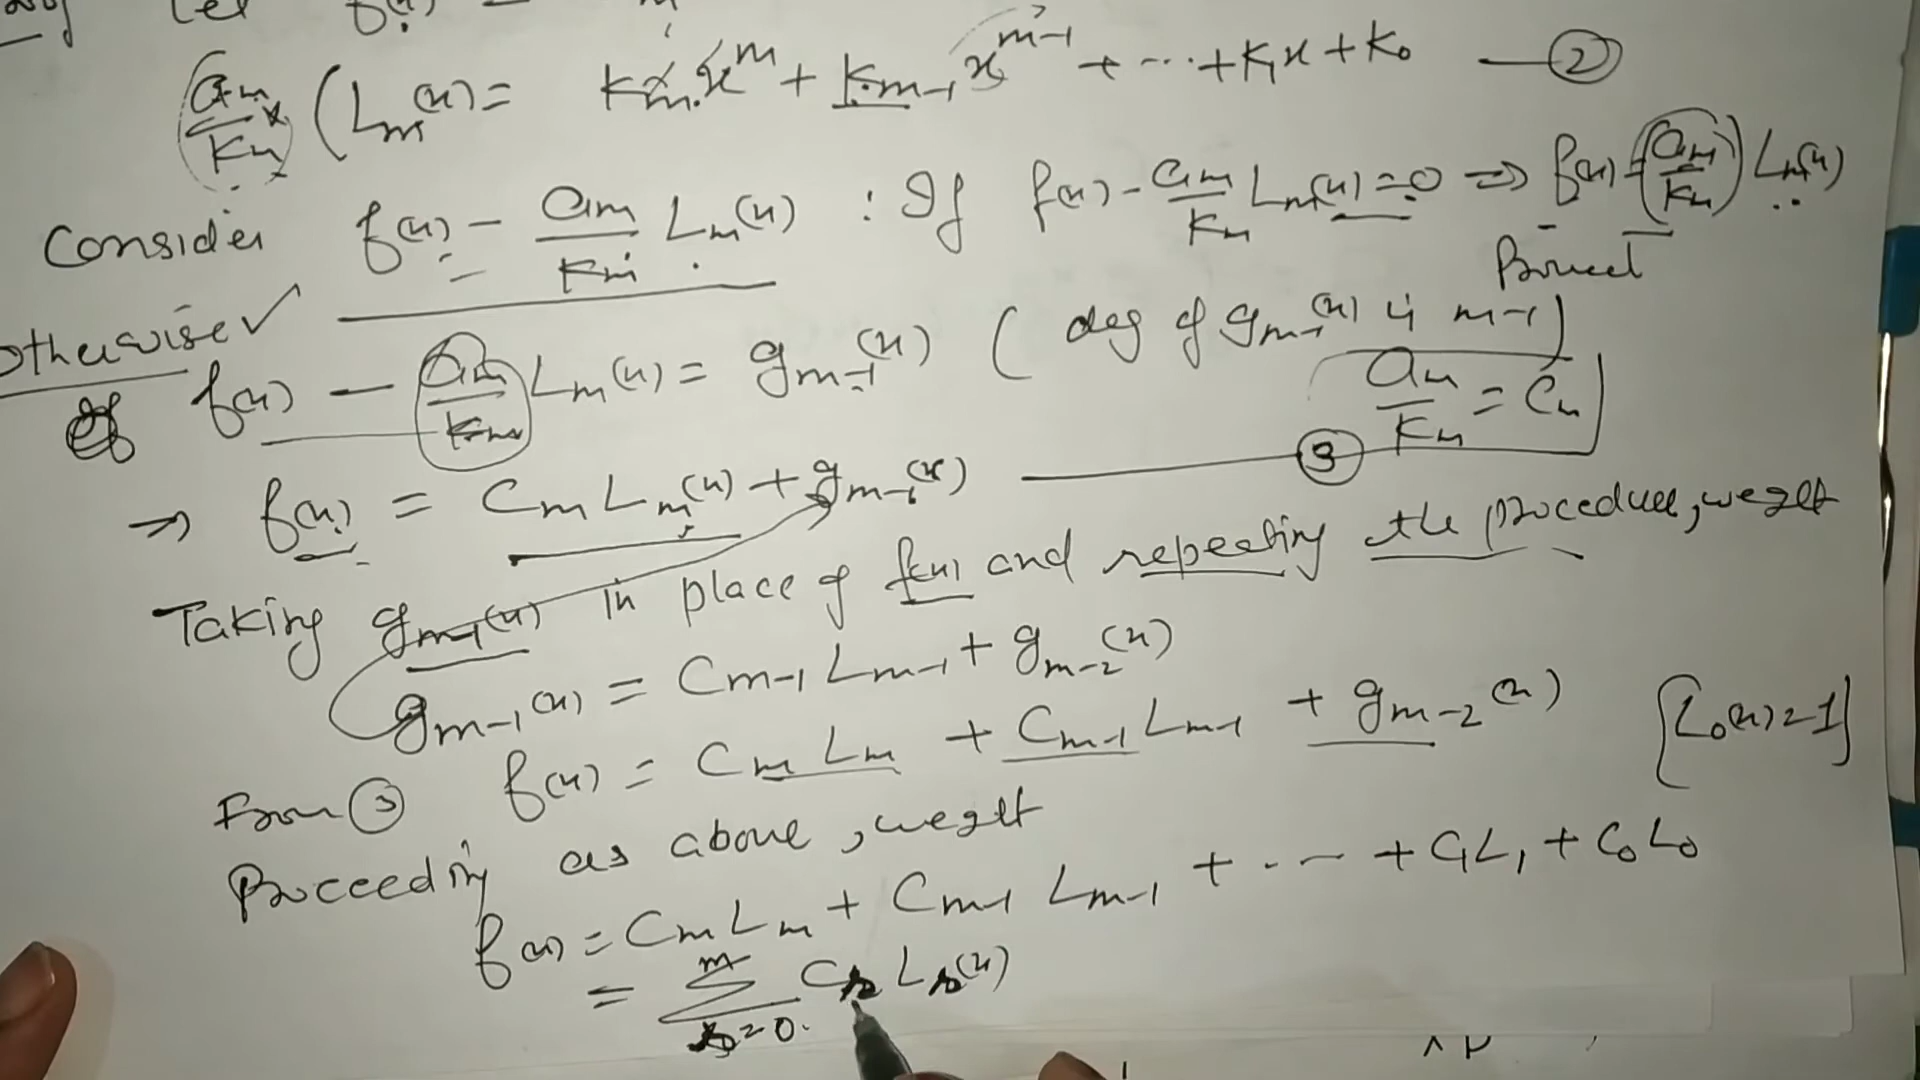 Let f(x) =
am/Km × (Lm(x) = Km x^m + Km-1 x^m-1 + ... + K1x + K0 — ②
Consider f(x) - am/Km Lm(x) : If f(x) - am/Km Lm(x) = 0 ⇒ f(x) = (am/Km) Lm(x)
Proved
Otherwise ✓
If f(x) - am/Km Lm(x) = gm-1(x) ( deg of gm-1(x) is m-1)
am/Km = Cm
⇒ f(x) = Cm Lm(x) + gm-1(x) — ③
Taking gm-1(x) in place of f(x) and repeating the procedure, we get
gm-1(x) = Cm-1 Lm-1 + gm-2(x)
From ③ f(x) = Cm Lm + Cm-1 Lm-1 + gm-2(x) [L0(x)=1]
Proceeding as above, we get
f(x) = Cm Lm + Cm-1 Lm-1 + ... + C1L1 + C0L0
= m Σ r=0. Cr Lr(x)